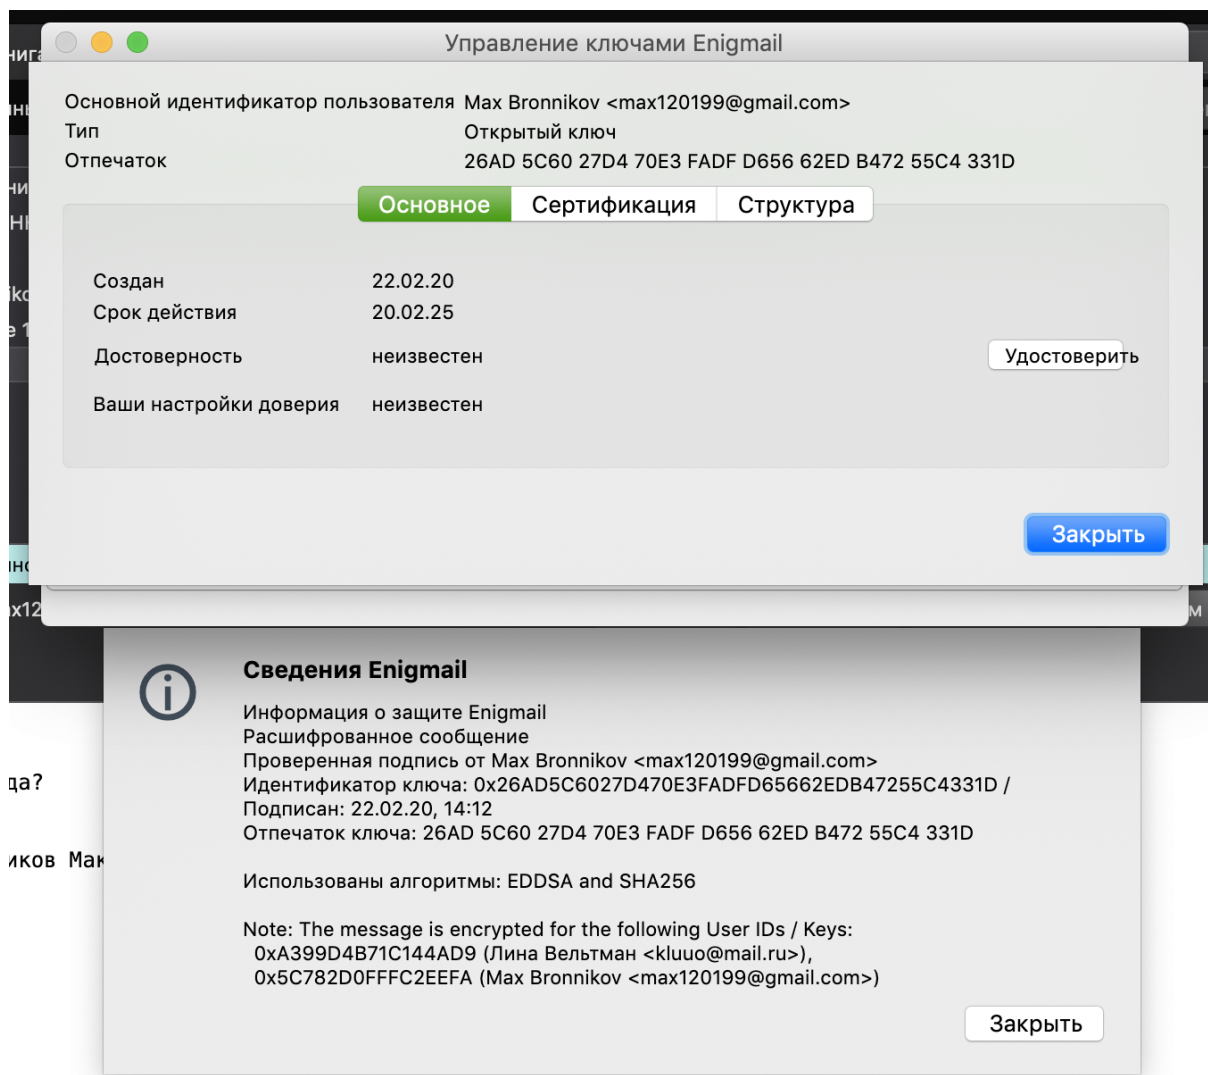 Управление ключами Enigmail
Основной идентификатор пользователя Max Bronnikov <max120199@gmail.com>
Тип Открытый ключ
Отпечаток 26AD 5C60 27D4 70E3 FADF D656 62ED B472 55C4 331D
Основное Сертификация Структура
Создан 22.02.20
Срок действия 20.02.25
Достоверность неизвестен Удостоверить
Ваши настройки доверия неизвестен
Закрыть
Сведения Enigmail
Информация о защите Enigmail
Расшифрованное сообщение
Проверенная подпись от Max Bronnikov <max120199@gmail.com>
Идентификатор ключа: 0x26AD5C6027D470E3FADFD65662EDB47255C4331D /
Подписан: 22.02.20, 14:12
Отпечаток ключа: 26AD 5C60 27D4 70E3 FADF D656 62ED B472 55C4 331D
Использованы алгоритмы: EDDSA and SHA256
Note: The message is encrypted for the following User IDs / Keys:
0xA399D4B71C144AD9 (Лина Вельтман <kluuo@mail.ru>),
0x5C782D0FFFC2EEFA (Max Bronnikov <max120199@gmail.com>)
Закрыть